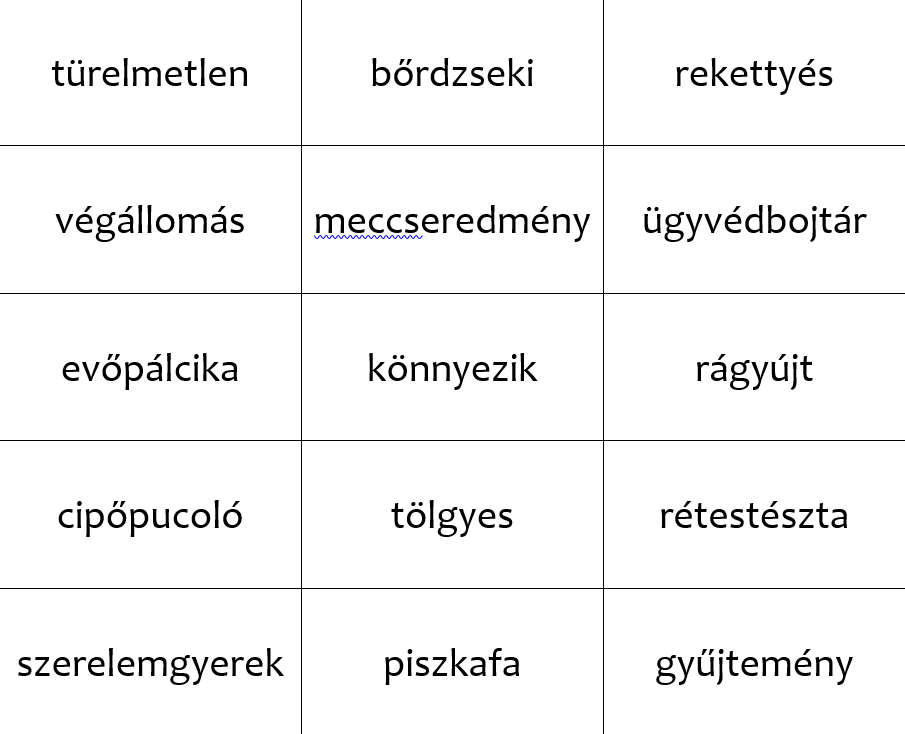 türelmetlen bőrdzseki rekettyés
végállomás meccseredmény ügyvédbojtár
evőpálcika könnyezik rágyújt
cipőpucoló tölgyes rétestészta
szerelemgyerek piszkafa gyűjtemény